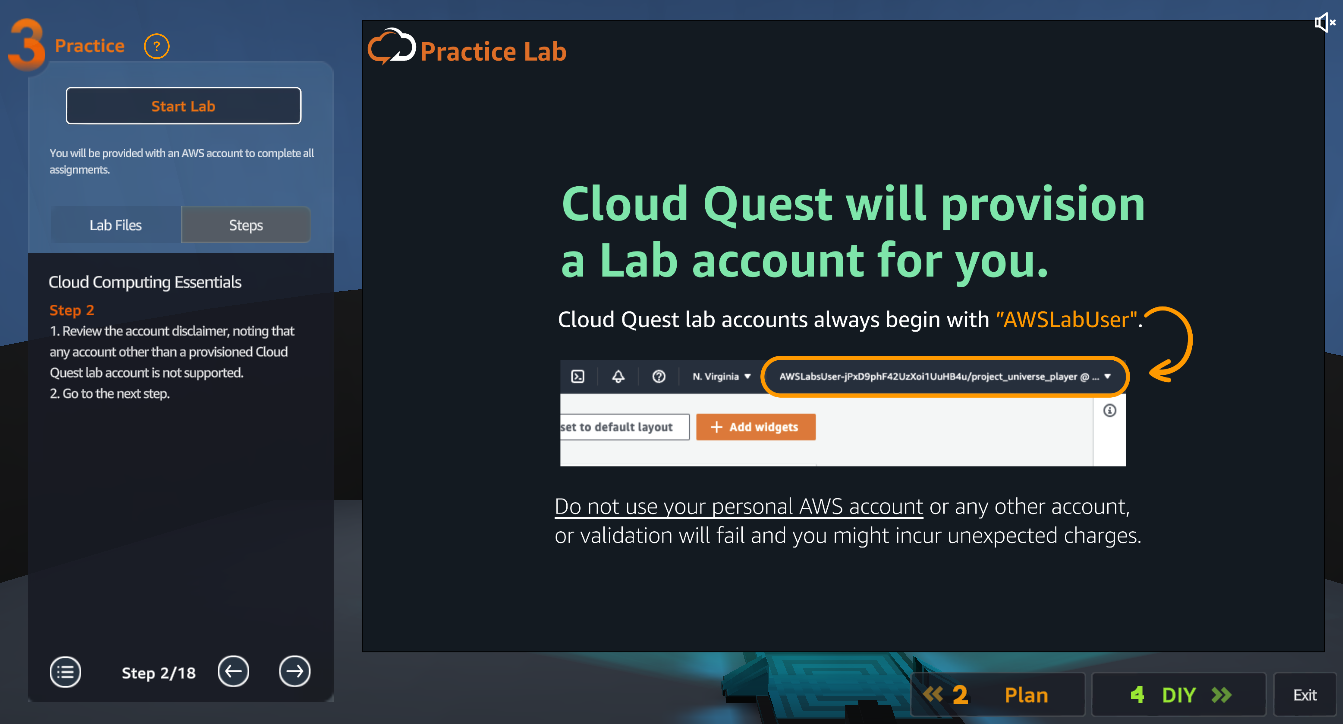 3 Practice ?
Start Lab
You will be provided with an AWS account to complete all
assignments.
Lab Files
Steps
Cloud Computing Essentials
Step 2
1. Review the account disclaimer, noting that
any account other than a provisioned Cloud
Quest lab account is not supported.
2. Go to the next step.
Step 2/18
Practice Lab
Cloud Quest will provision
a Lab account for you.
Cloud Quest lab accounts always begin with "AWSLabUser".
N. Virginia
AWSLabsUser-jPxD9phF42UzXoi1UuHB4u/project_universe_player @ ...
set to default layout
+ Add widgets
Do not use your personal AWS account or any other account,
or validation will fail and you might incur unexpected charges.
2 Plan
4 DIY
Exit